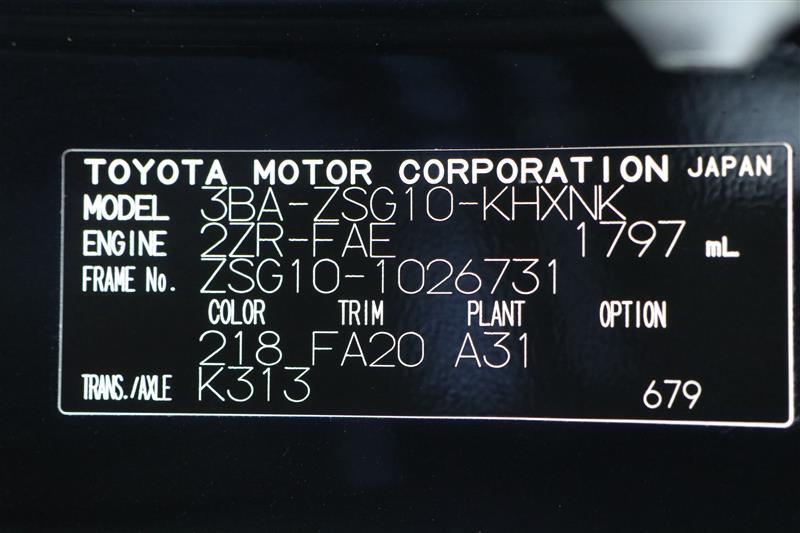 TOYOTA MOTOR CORPORATION JAPAN
MODEL 3BA-ZSG10-KHXNK
ENGINE 2ZR-FAE 1797 mL
FRAME No. ZSG10-1026731
COLOR TRIM PLANT OPTION
218 FA20 A31
TRANS./AXLE K313 679